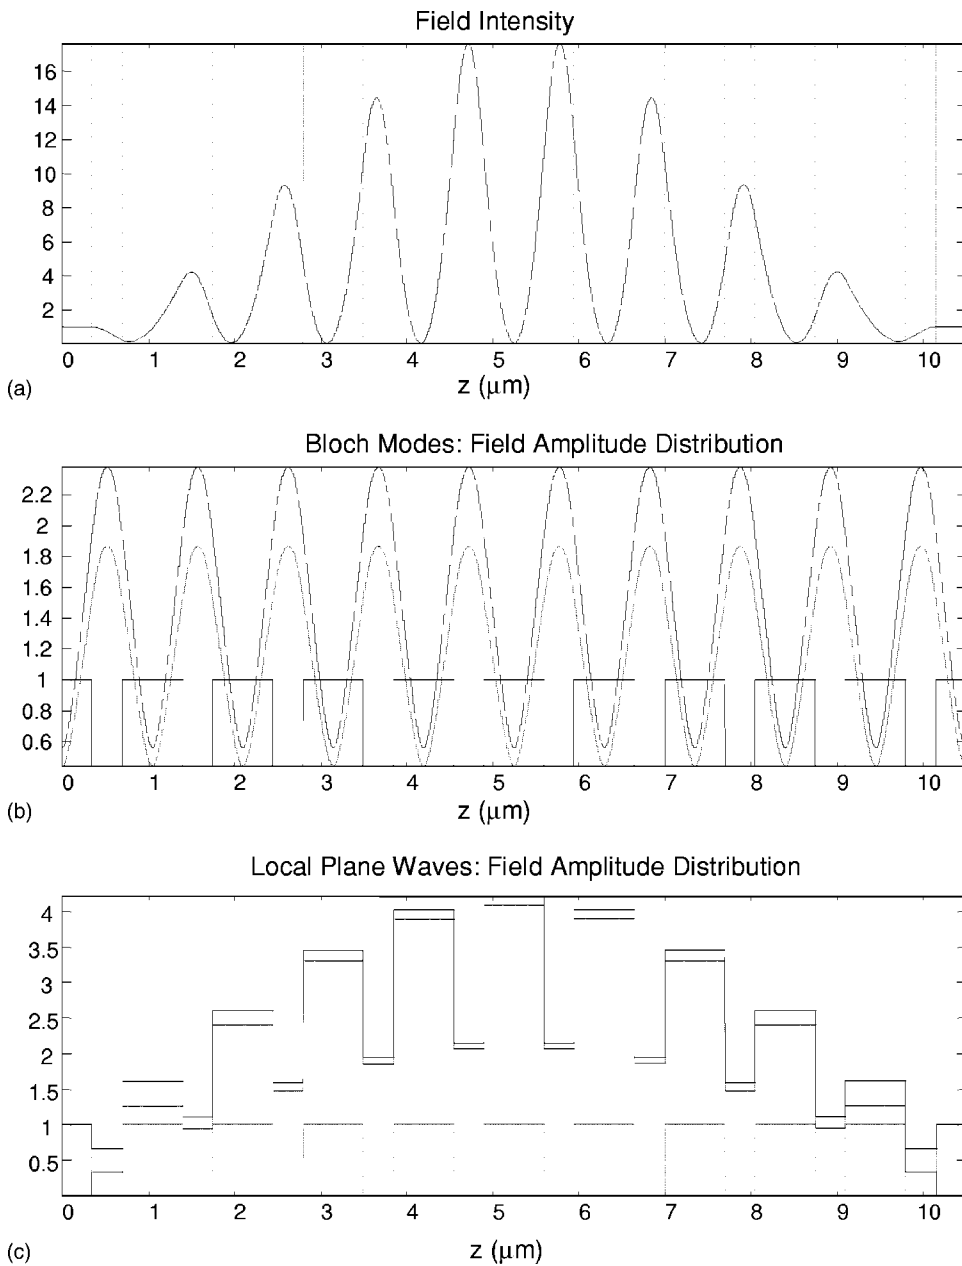 Field Intensity
16
14
12
10
8
6
4
2
0 1 2 3 4 5 6 7 8 9 10
z (μm)
(a)
Bloch Modes: Field Amplitude Distribution
2.2
2
1.8
1.6
1.4
1.2
1
0.8
0.6
0 1 2 3 4 5 6 7 8 9 10
z (μm)
(b)
Local Plane Waves: Field Amplitude Distribution
4
3.5
3
2.5
2
1.5
1
0.5
0 1 2 3 4 5 6 7 8 9 10
z (μm)
(c)